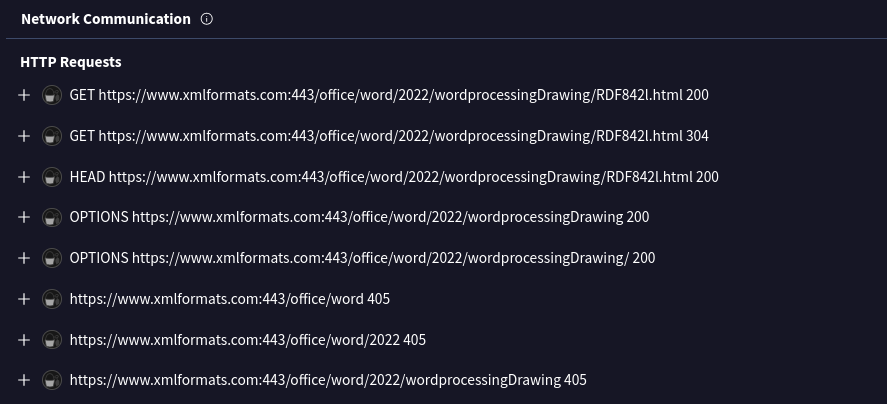 Network Communication
HTTP Requests
GET https://www.xmlformats.com:443/office/word/2022/wordprocessingDrawing/RDF842l.html 200
GET https://www.xmlformats.com:443/office/word/2022/wordprocessingDrawing/RDF842l.html 304
HEAD https://www.xmlformats.com:443/office/word/2022/wordprocessingDrawing/RDF842l.html 200
OPTIONS https://www.xmlformats.com:443/office/word/2022/wordprocessingDrawing 200
OPTIONS https://www.xmlformats.com:443/office/word/2022/wordprocessingDrawing/ 200
https://www.xmlformats.com:443/office/word 405
https://www.xmlformats.com:443/office/word/2022 405
https://www.xmlformats.com:443/office/word/2022/wordprocessingDrawing 405